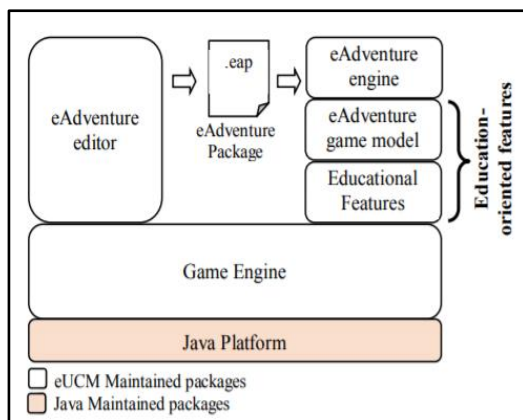 eAdventure
editor
.eap
eAdventure
Package
eAdventure
engine
eAdventure
game model
Educational
Features
Education-
oriented features
Game Engine
Java Platform
eUCM Maintained packages
Java Maintained packages